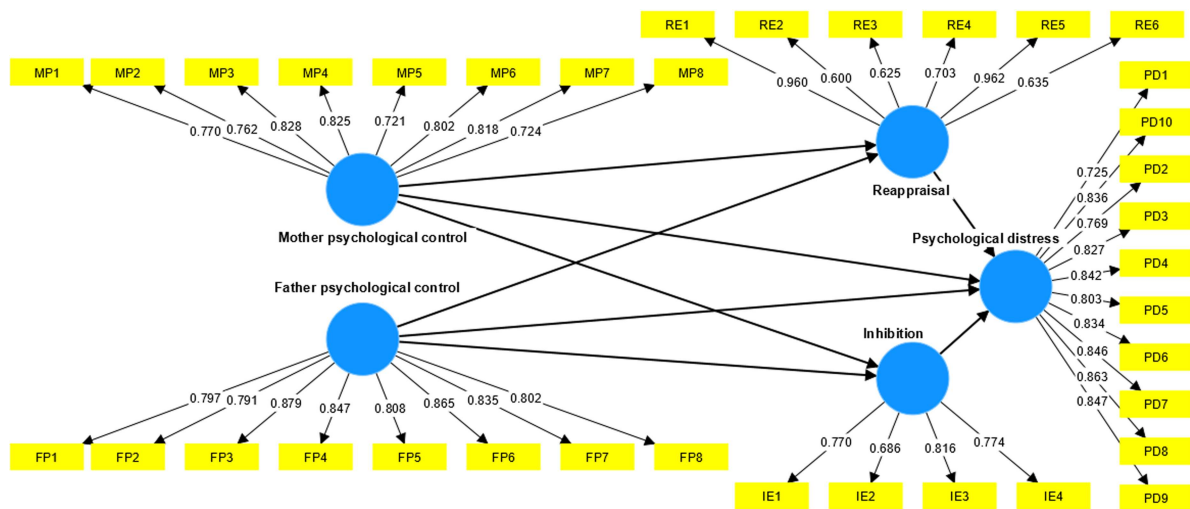 RE1 RE2 RE3 RE4 RE5 RE6
0.960 0.600 0.625 0.703 0.962 0.635
MP1 MP2 MP3 MP4 MP5 MP6 MP7 MP8
0.770 0.762 0.828 0.825 0.721 0.802 0.818 0.724
Mother psychological control
Reappraisal
Father psychological control
Psychological distress
Inhibition
PD1
PD10
PD2
PD3
PD4
PD5
PD6
PD7
PD8
PD9
0.725
0.836
0.769
0.827
0.842
0.803
0.834
0.846
0.863
0.847
0.797 0.791 0.879 0.847 0.808 0.865 0.835 0.802
FP1 FP2 FP3 FP4 FP5 FP6 FP7 FP8
0.770 0.686 0.816 0.774
IE1 IE2 IE3 IE4